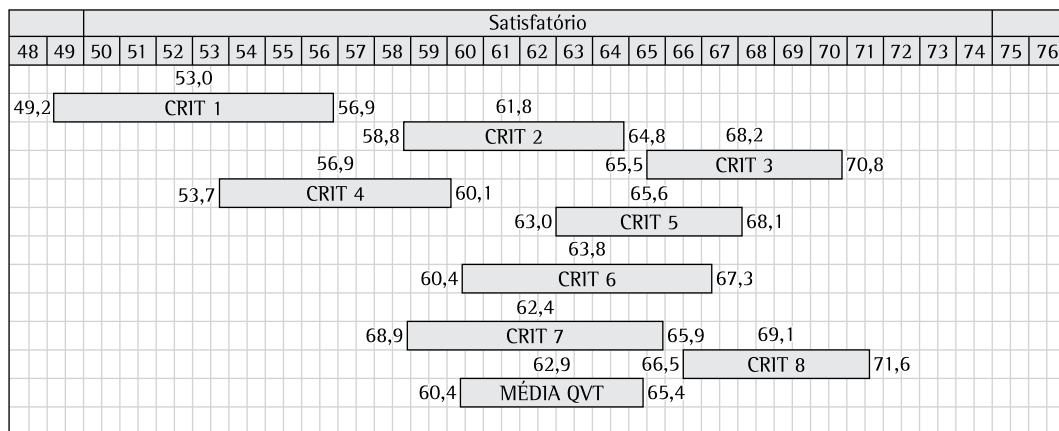 Satisfatório
48 49 50 51 52 53 54 55 56 57 58 59 60 61 62 63 64 65 66 67 68 69 70 71 72 73 74 75 76
53,0
49,2 CRIT 1 56,9 61,8
58,8 CRIT 2 64,8 68,2
56,9 65,5 CRIT 3 70,8
53,7 CRIT 4 60,1 65,6
63,0 CRIT 5 68,1
63,8
60,4 CRIT 6 67,3
62,4
68,9 CRIT 7 65,9 69,1
62,9 66,5 CRIT 8 71,6
60,4 MÉDIA QVT 65,4